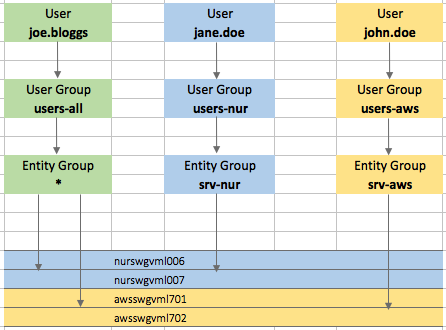 User
joe.bloggs
User
jane.doe
User
john.doe
User Group
users-all
User Group
users-nur
User Group
users-aws
Entity Group
*
Entity Group
srv-nur
Entity Group
srv-aws
nurswgvml006
nurswgvml007
awsswgvml701
awsswgvml702